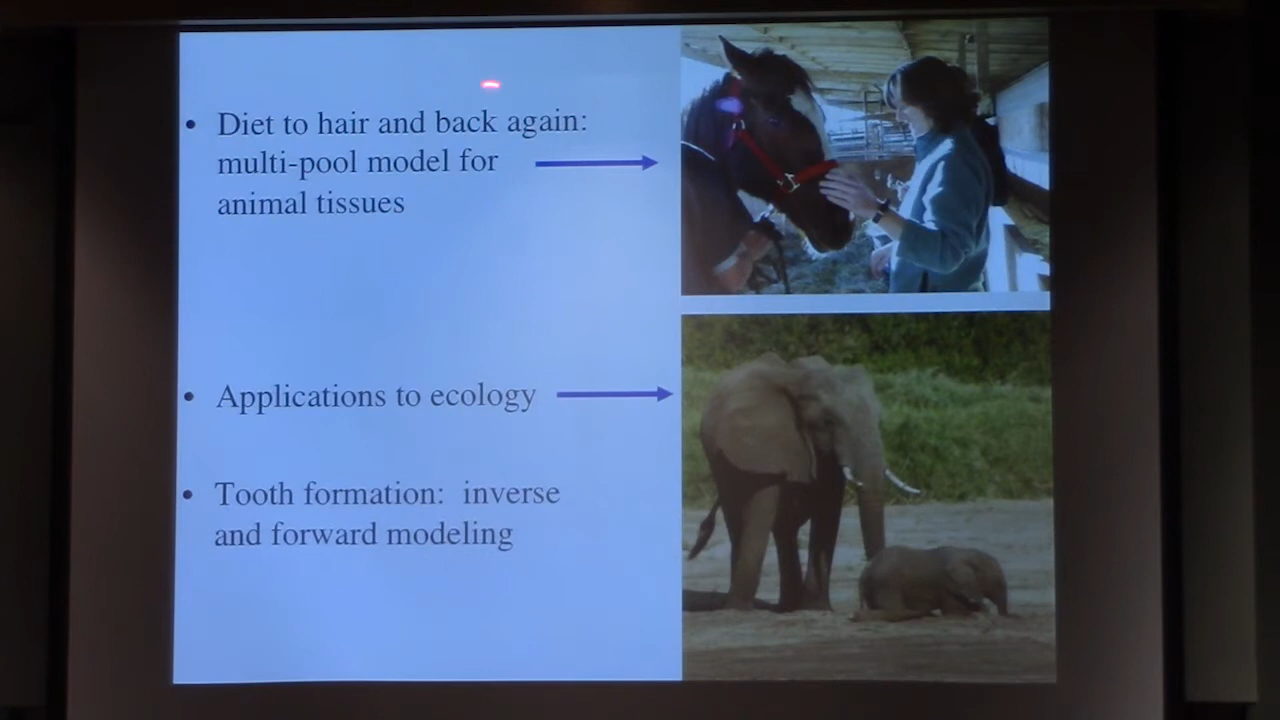 • Diet to hair and back again:
multi-pool model for
animal tissues
• Applications to ecology
• Tooth formation: inverse
and forward modeling